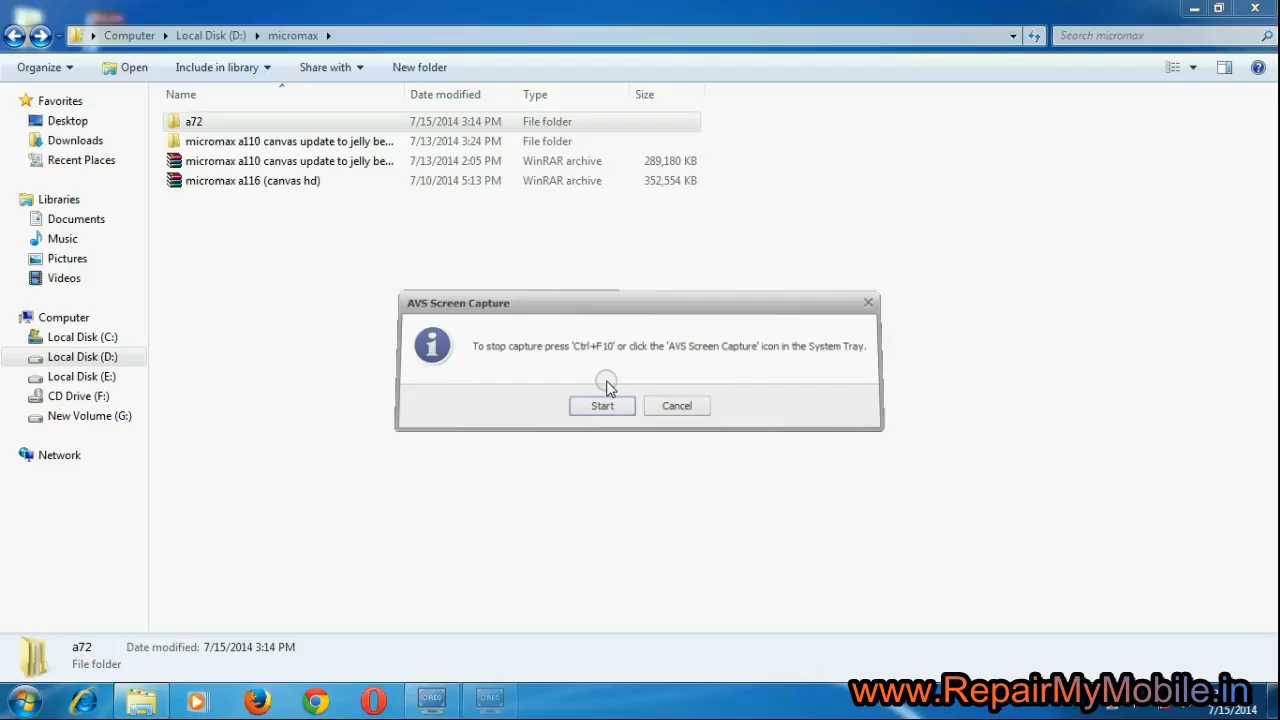 Computer Local Disk (D:) micromax
Search micromax
Organize Open Include in library Share with New folder
Favorites
Desktop
Downloads
Recent Places
Libraries
Documents
Music
Pictures
Videos
Computer
Local Disk (C:)
Local Disk (D:)
Local Disk (E:)
CD Drive (F:)
New Volume (G:)
Network
Name Date modified Type Size
a72 7/15/2014 3:14 PM File folder
micromax a110 canvas update to jelly be... 7/13/2014 3:24 PM File folder
micromax a110 canvas update to jelly be... 7/13/2014 2:05 PM WinRAR archive 289,180 KB
micromax a116 (canvas hd) 7/10/2014 5:13 PM WinRAR archive 352,554 KB
AVS Screen Capture
To stop capture press 'Ctrl+F10' or click the 'AVS Screen Capture' icon in the System Tray.
Start Cancel
a72 Date modified: 7/15/2014 3:14 PM
File folder
REC REC
www.RepairMyMobile.in
7/15/2014